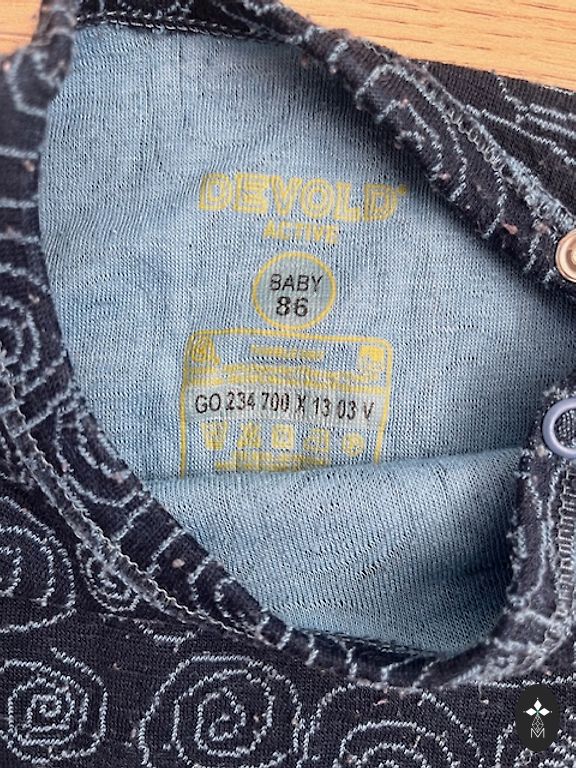 DEVOLD®
ACTIVE
BABY
86
GO 234 700 X 13 03 V
M